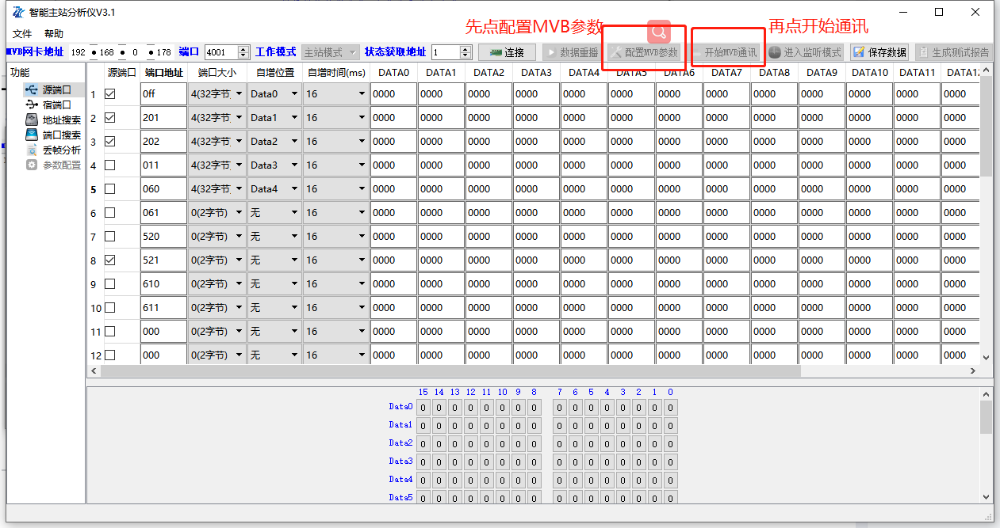 智能主站分析仪V3.1
文件 帮助
先点配置MVB参数 再点开始通讯
MVB网卡地址 192 • 168 • 0 • 178 端口 4001 工作模式 主站模式 状态获取地址 1 连接 数据重播 配置MVB参数 开始MVB通讯 进入监听模式 保存数据 生成测试报告
功能
源端口
宿端口
地址搜索
端口搜索
丢帧分析
参数配置
源端口 端口地址 端口大小 自增位置 自增时间(ms) DATA0 DATA1 DATA2 DATA3 DATA4 DATA5 DATA6 DATA7 DATA8 DATA9 DATA10 DATA11 DATA12
1 0ff 4(32字节 Data0 16 0000 0000 0000 0000 0000 0000 0000 0000 0000 0000 0000 0000 0000
2 201 4(32字节 Data1 16 0000 0000 0000 0000 0000 0000 0000 0000 0000 0000 0000 0000 0000
3 202 4(32字节 Data2 16 0000 0000 0000 0000 0000 0000 0000 0000 0000 0000 0000 0000 0000
4 011 4(32字节 Data3 16 0000 0000 0000 0000 0000 0000 0000 0000 0000 0000 0000 0000 0000
5 060 4(32字节 Data4 16 0000 0000 0000 0000 0000 0000 0000 0000 0000 0000 0000 0000 0000
6 061 0(2字节) 无 16 0000 0000 0000 0000 0000 0000 0000 0000 0000 0000 0000 0000 0000
7 520 0(2字节) 无 16 0000 0000 0000 0000 0000 0000 0000 0000 0000 0000 0000 0000 0000
8 521 0(2字节) 无 16 0000 0000 0000 0000 0000 0000 0000 0000 0000 0000 0000 0000 0000
9 610 0(2字节) 无 16 0000 0000 0000 0000 0000 0000 0000 0000 0000 0000 0000 0000 0000
10 611 0(2字节) 无 16 0000 0000 0000 0000 0000 0000 0000 0000 0000 0000 0000 0000 0000
11 000 0(2字节) 无 16 0000 0000 0000 0000 0000 0000 0000 0000 0000 0000 0000 0000 0000
12 000 0(2字节) 无 16 0000 0000 0000 0000 0000 0000 0000 0000 0000 0000 0000 0000 0000
15 14 13 12 11 10 9 8 7 6 5 4 3 2 1 0
Data0 0 0 0 0 0 0 0 0 0 0 0 0 0 0 0 0
Data1 0 0 0 0 0 0 0 0 0 0 0 0 0 0 0 0
Data2 0 0 0 0 0 0 0 0 0 0 0 0 0 0 0 0
Data3 0 0 0 0 0 0 0 0 0 0 0 0 0 0 0 0
Data4 0 0 0 0 0 0 0 0 0 0 0 0 0 0 0 0
Data5 0 0 0 0 0 0 0 0 0 0 0 0 0 0 0 0